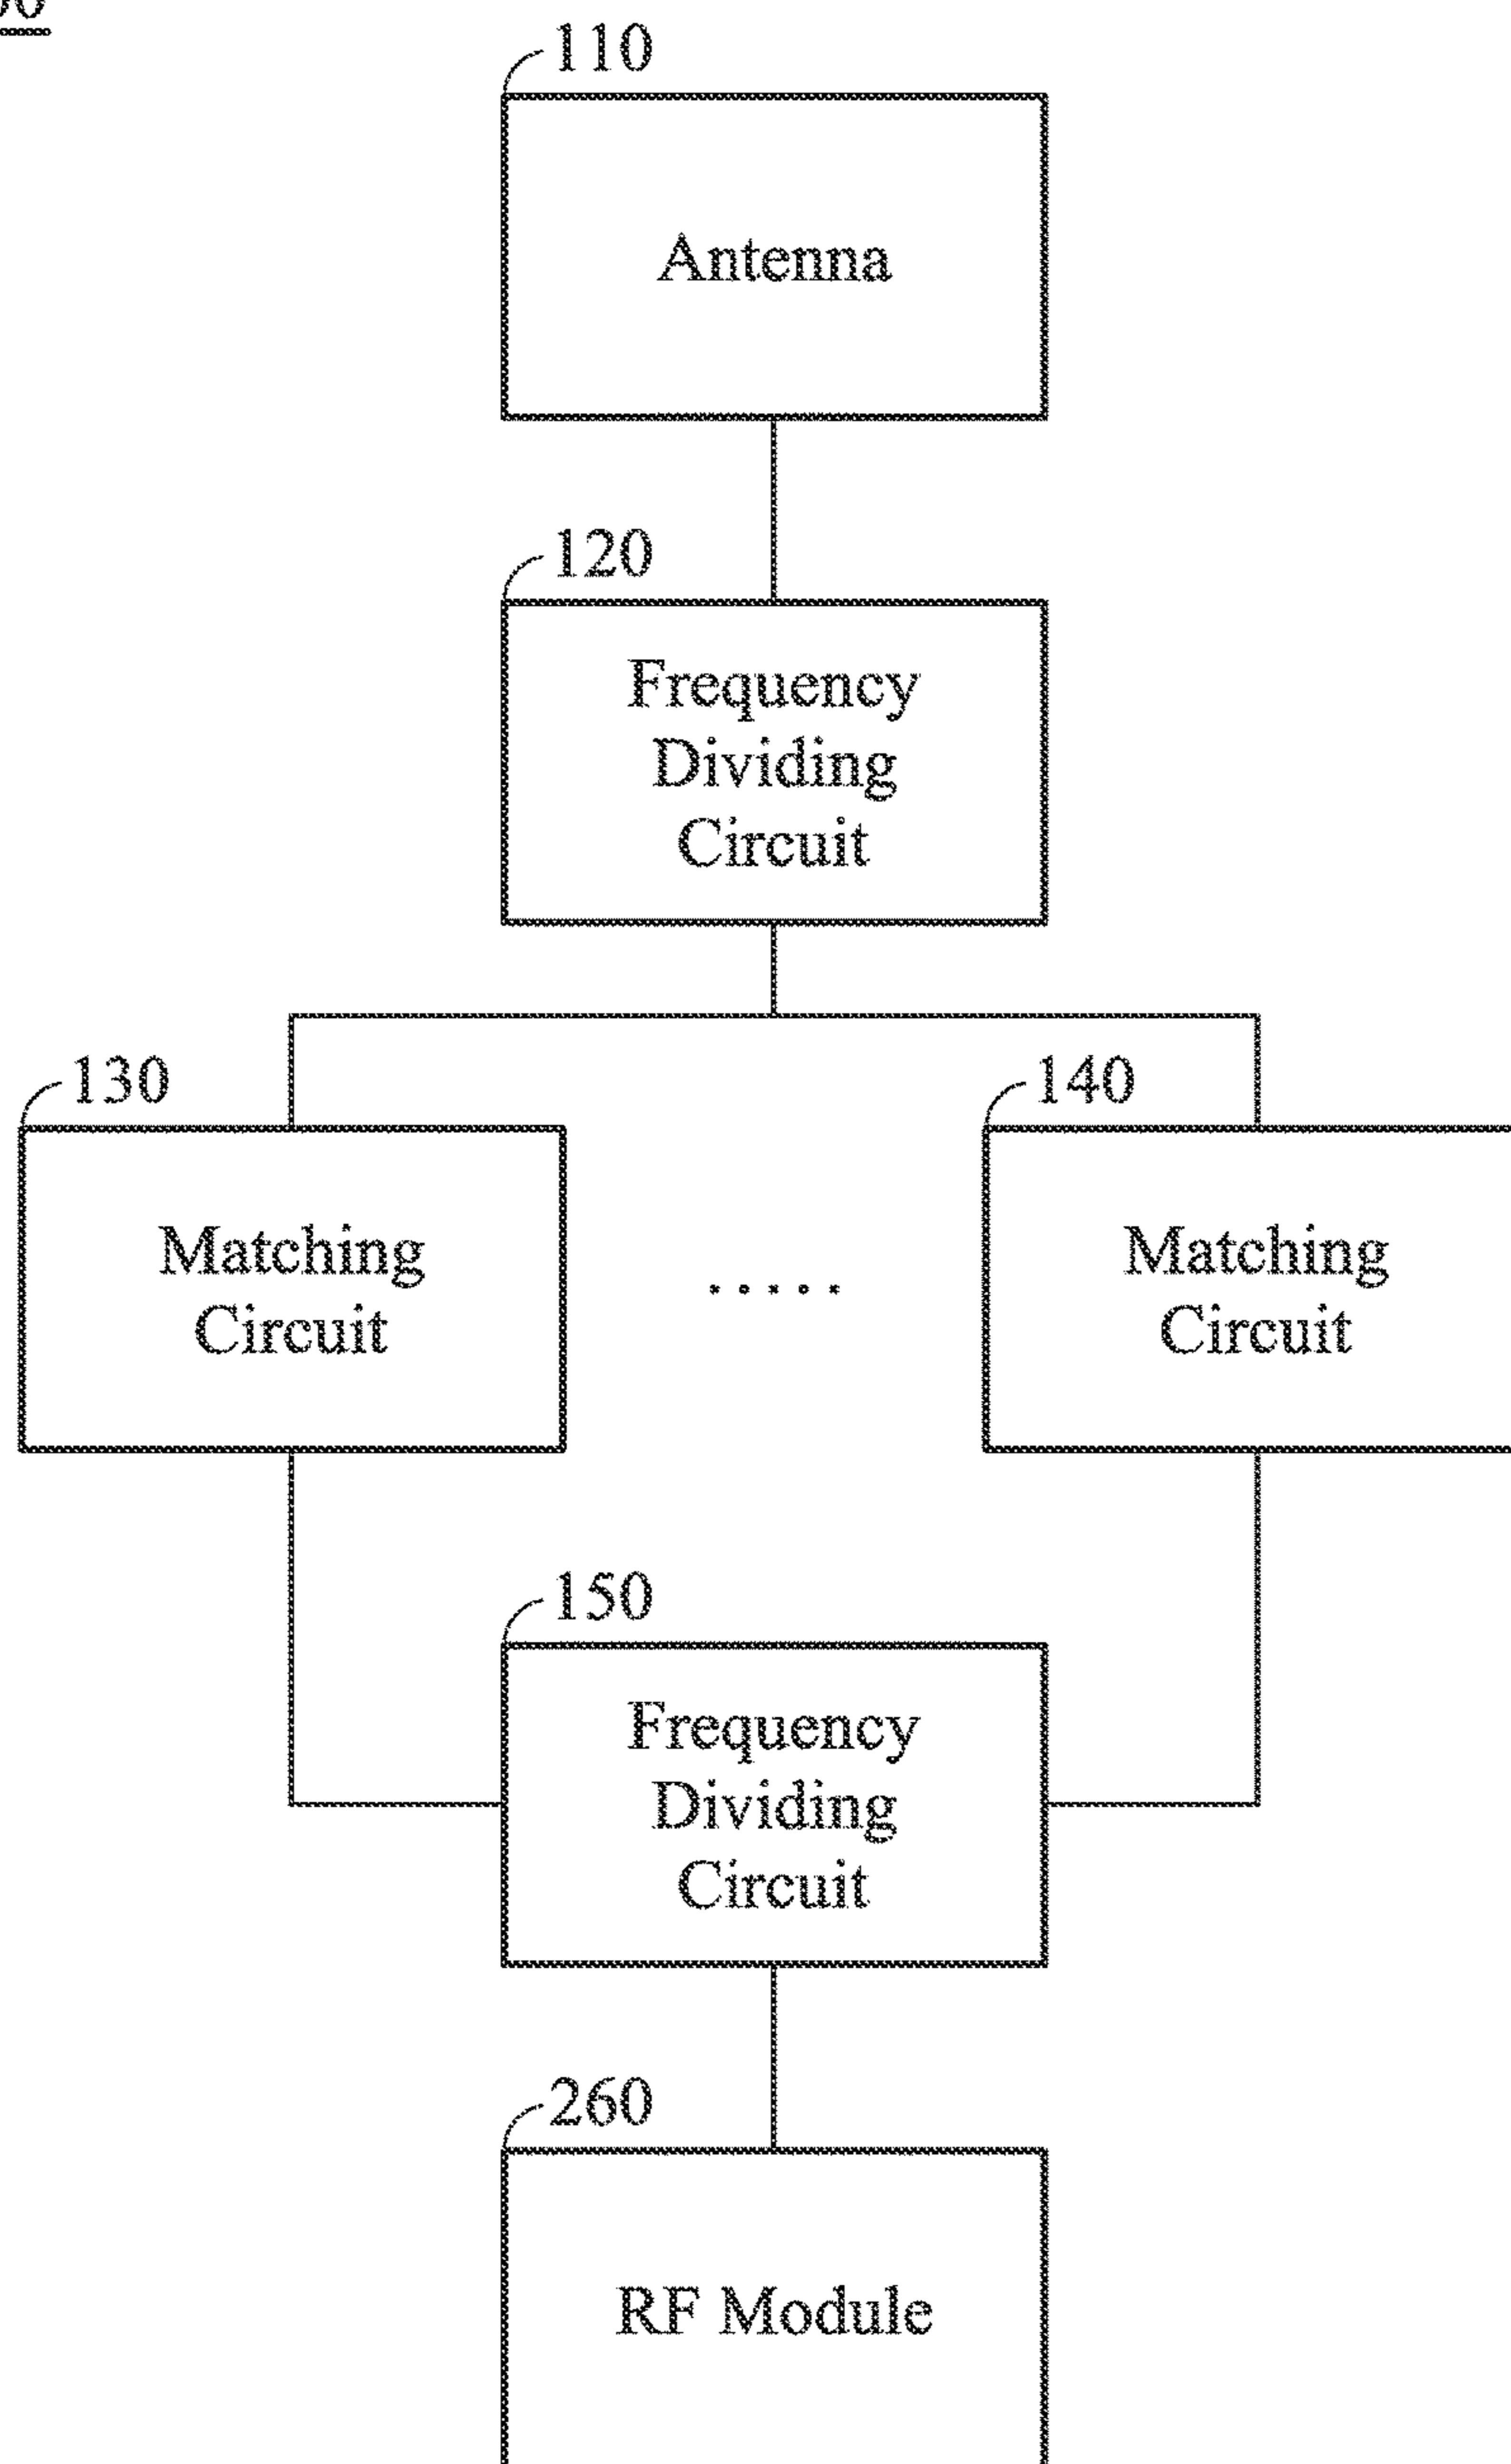 110
Antenna
120
Frequency
Dividing
Circuit
130
140
Matching
Circuit
.....
Matching
Circuit
150
Frequency
Dividing
Circuit
260
RF Module